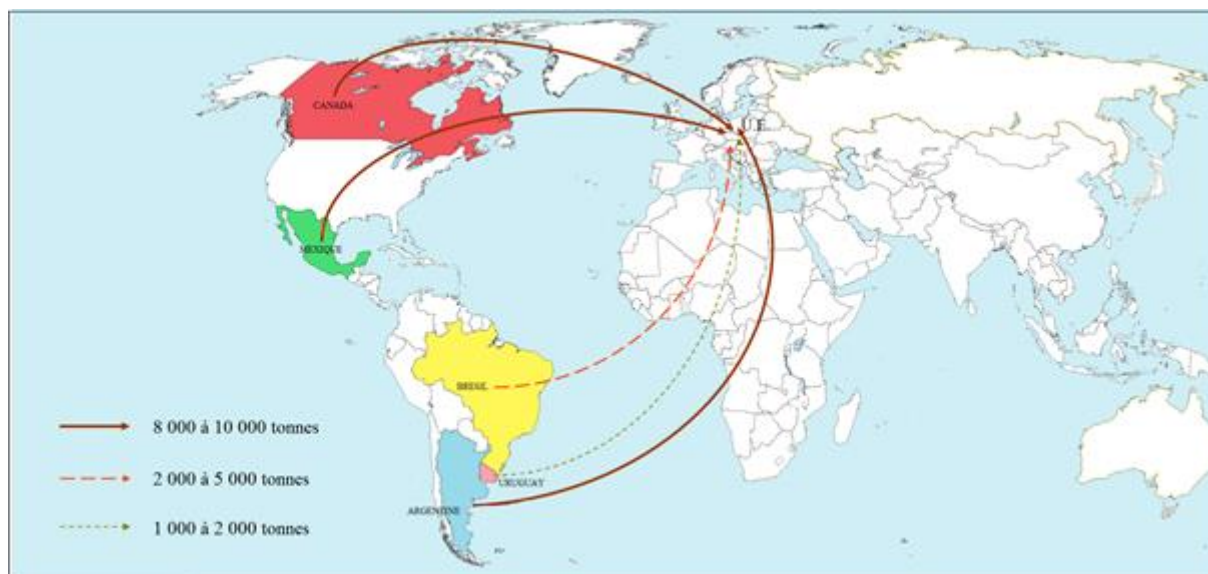 CANADA
U.E.
MEXIQUE
BRESIL
8 000 à 10 000 tonnes
2 000 à 5 000 tonnes
URUGUAY
ARGENTINE
1 000 à 2 000 tonnes